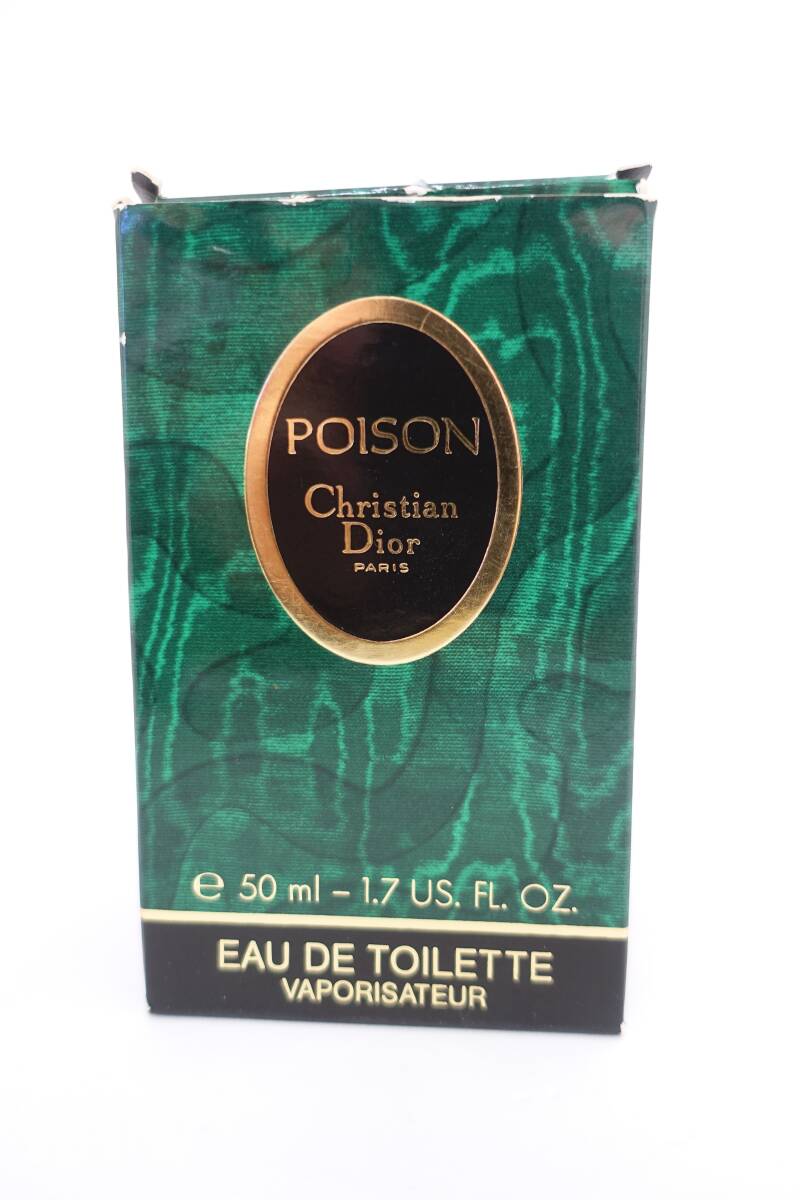 POISON
Christian
Dior
PARIS
℮ 50 ml – 1.7 US. FL. OZ.
EAU DE TOILETTE
VAPORISATEUR